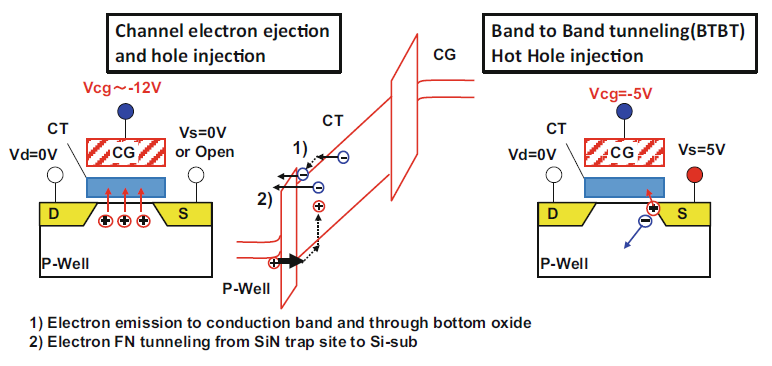 Channel electron ejection
and hole injection
Band to Band tunneling(BTBT)
Hot Hole injection
Vcg～-12V
CT
Vd=0V
CG
Vs=0V
or Open
D
S
P-Well
CG
CT
1)
2)
P-Well
Vcg=-5V
CT
Vd=0V
CG
Vs=5V
D
S
P-Well
1) Electron emission to conduction band and through bottom oxide
2) Electron FN tunneling from SiN trap site to Si-sub